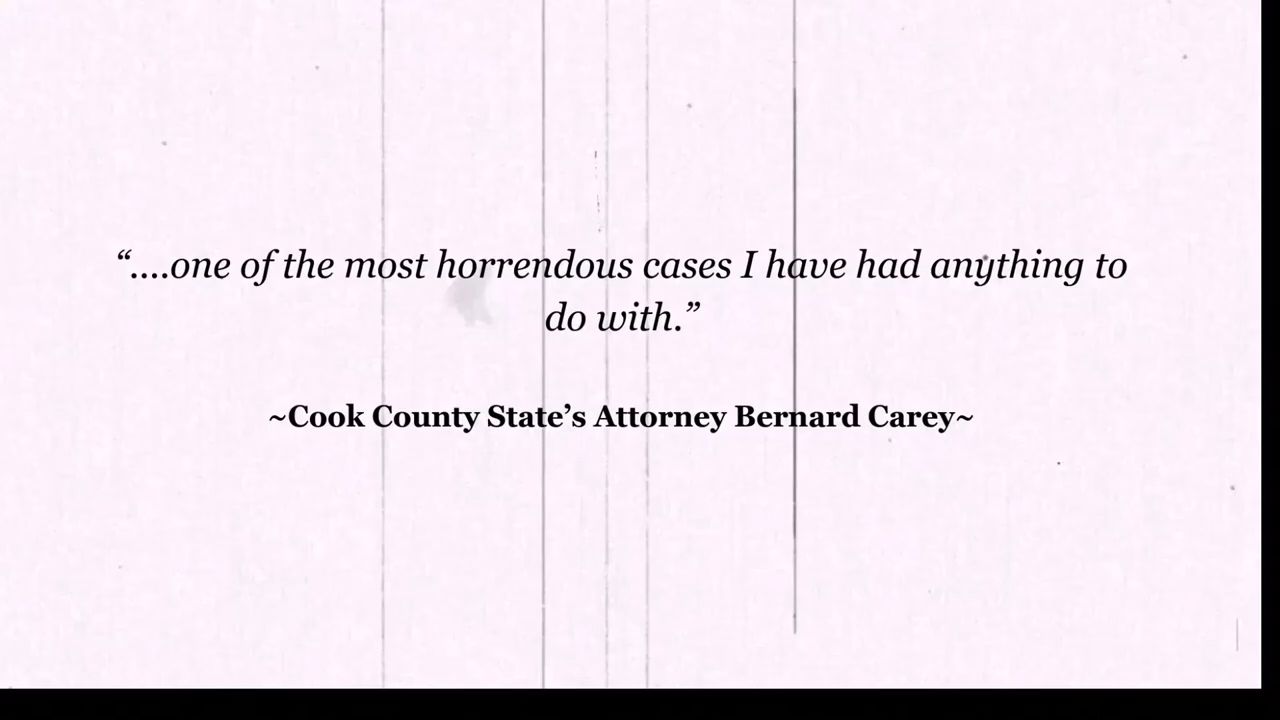 “....one of the most horrendous cases I have had anything to
do with.”
~Cook County State’s Attorney Bernard Carey~